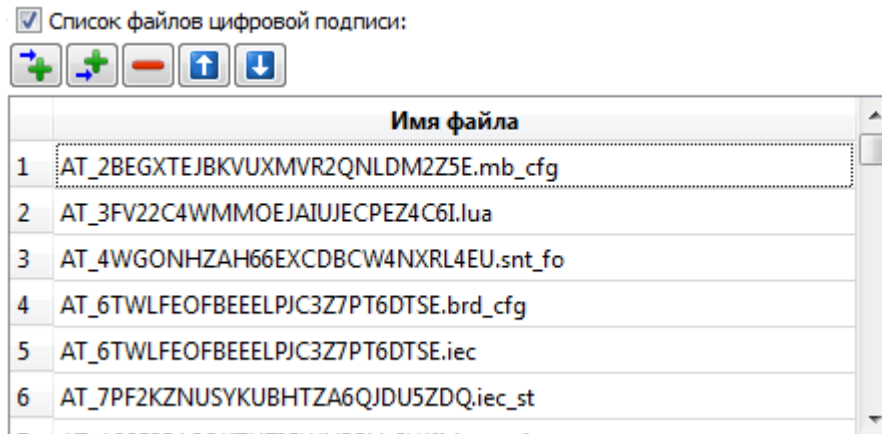 Список файлов цифровой подписи:
Имя файла
1 AT_2BEGXTEJBKVUXMVR2QNLDM2Z5E.mb_cfg
2 AT_3FV22C4WMMOEJAIUJECPEZ4C6I.lua
3 AT_4WGONHZAH66EXCDBCW4NXRL4EU.snt_fo
4 AT_6TWLFEOFBEEELPJC3Z7PT6DTSE.brd_cfg
5 AT_6TWLFEOFBEEELPJC3Z7PT6DTSE.iec
6 AT_7PF2KZNUSYKUBHTZA6QJDU5ZDQ.iec_st